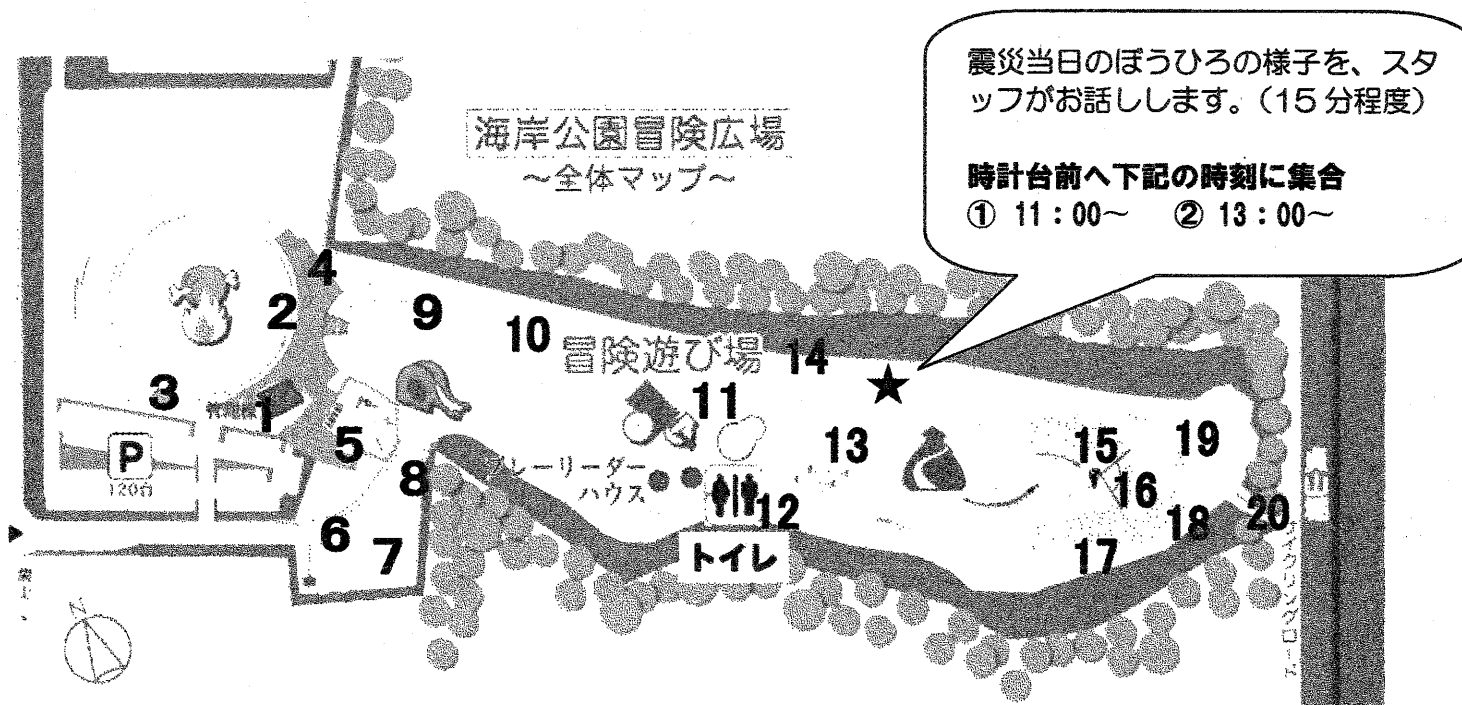 震災当日のぼうひろの様子を、スタ
ッフがお話しします。（15分程度）
時計台前へ下記の時刻に集合
① 11：00～ ② 13：00～
海岸公園冒険広場
～全体マップ～
4
2
9
10
冒険遊び場
14
3
管理棟
1
11
5
13
15
19
P
120台
8
プレーリーダー
ハウス
12
16
18
20
6
7
トイレ
17
サイクリングロード
N